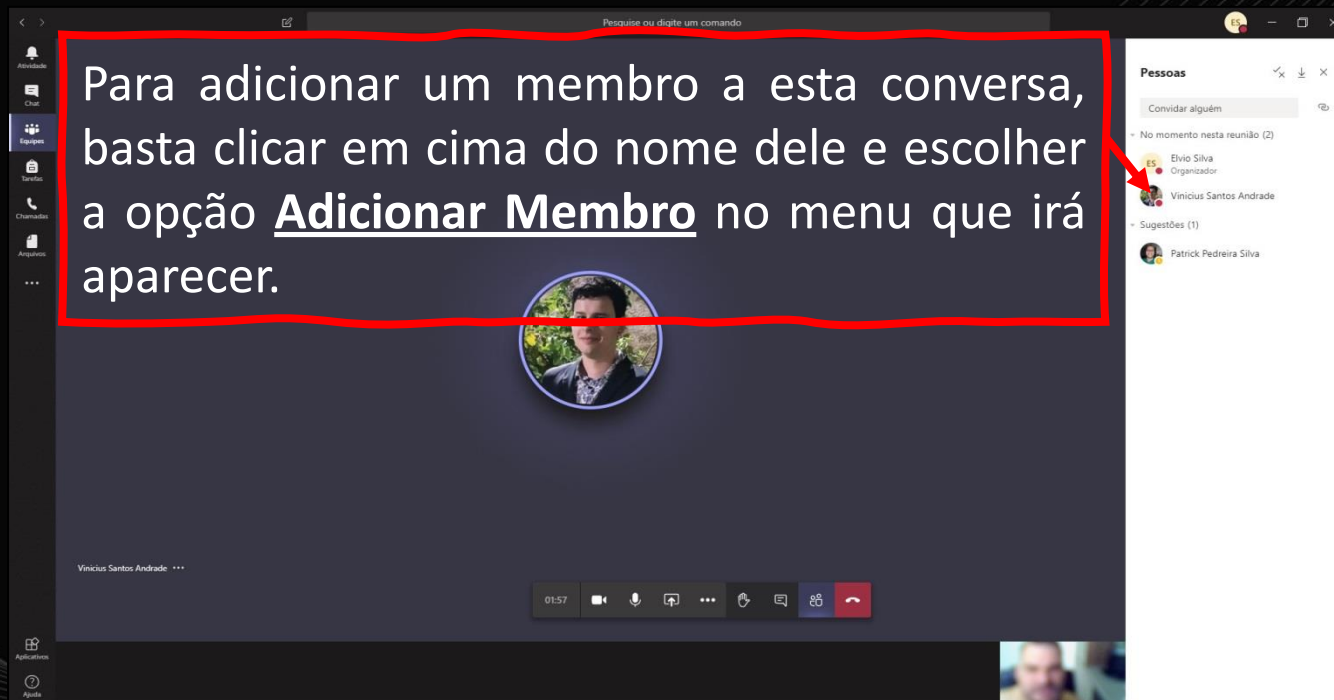 Pesquise ou digite um comando
ES
Atividade
Chat
Equipes
Tarefas
Chamadas
Arquivos
Para adicionar um membro a esta conversa,
basta clicar em cima do nome dele e escolher
a opção Adicionar Membro no menu que irá
aparecer.
Vinicius Santos Andrade
01:57
Aplicativos
Ajuda
Pessoas
Convidar alguém
No momento nesta reunião (2)
ES
Elvio Silva
Organizador
Vinicius Santos Andrade
Sugestões (1)
Patrick Pedreira Silva